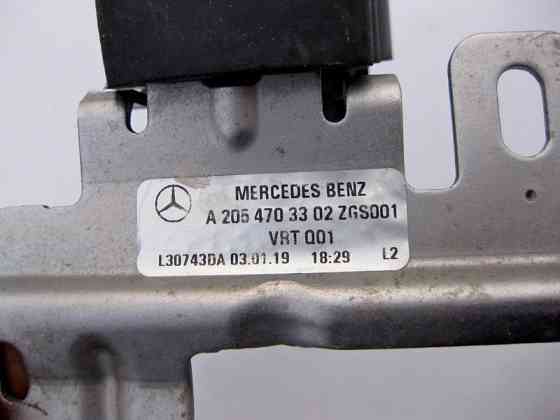 MERCEDES BENZ
A 205 470 33 02 ZGS001
VRT Q01
L30743DA 03.01.19 18:29 L2